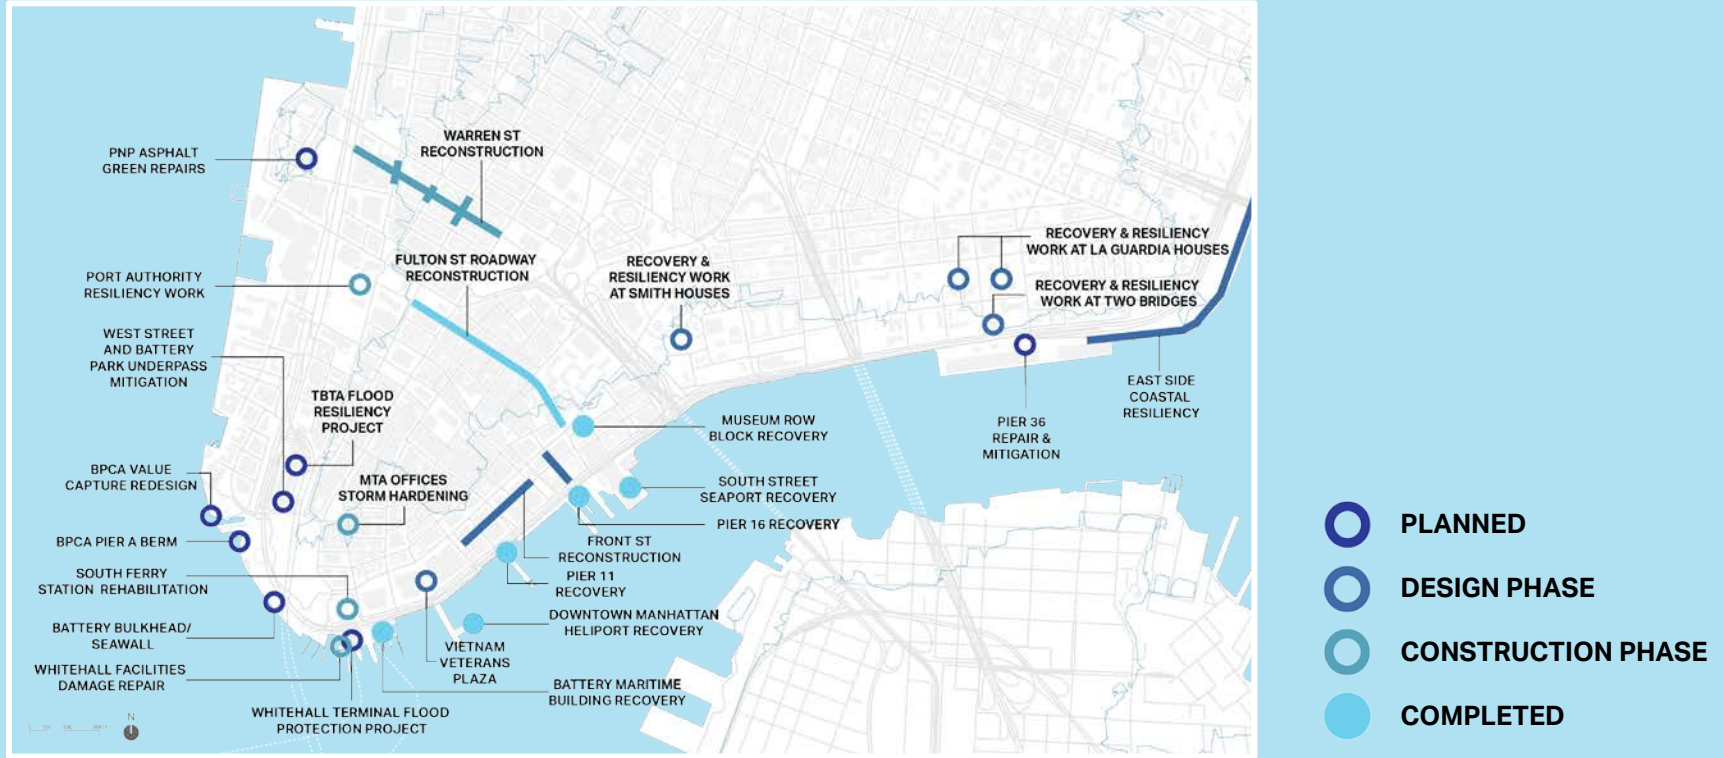 WARREN ST
RECONSTRUCTION
PNP ASPHALT
GREEN REPAIRS
FULTON ST ROADWAY
RECONSTRUCTION
RECOVERY &
RESILIENCY WORK
AT SMITH HOUSES
RECOVERY & RESILIENCY
WORK AT LA GUARDIA HOUSES
RECOVERY & RESILIENCY
WORK AT TWO BRIDGES
PORT AUTHORITY
RESILIENCY WORK
WEST STREET
AND BATTERY
PARK UNDERPASS
MITIGATION
TBTA FLOOD
RESILIENCY
PROJECT
EAST SIDE
COASTAL
RESILIENCY
PIER 36
REPAIR &
MITIGATION
MUSEUM ROW
BLOCK RECOVERY
BPCA VALUE
CAPTURE REDESIGN
MTA OFFICES
STORM HARDENING
SOUTH STREET
SEAPORT RECOVERY
PIER 16 RECOVERY
BPCA PIER A BERM
FRONT ST
RECONSTRUCTION
SOUTH FERRY
STATION REHABILITATION
PIER 11
RECOVERY
DOWNTOWN MANHATTAN
HELIPORT RECOVERY
BATTERY BULKHEAD/
SEAWALL
VIETNAM
VETERANS
PLAZA
WHITEHALL FACILITIES
DAMAGE REPAIR
BATTERY MARITIME
BUILDING RECOVERY
WHITEHALL TERMINAL FLOOD
PROTECTION PROJECT
N
PLANNED
DESIGN PHASE
CONSTRUCTION PHASE
COMPLETED